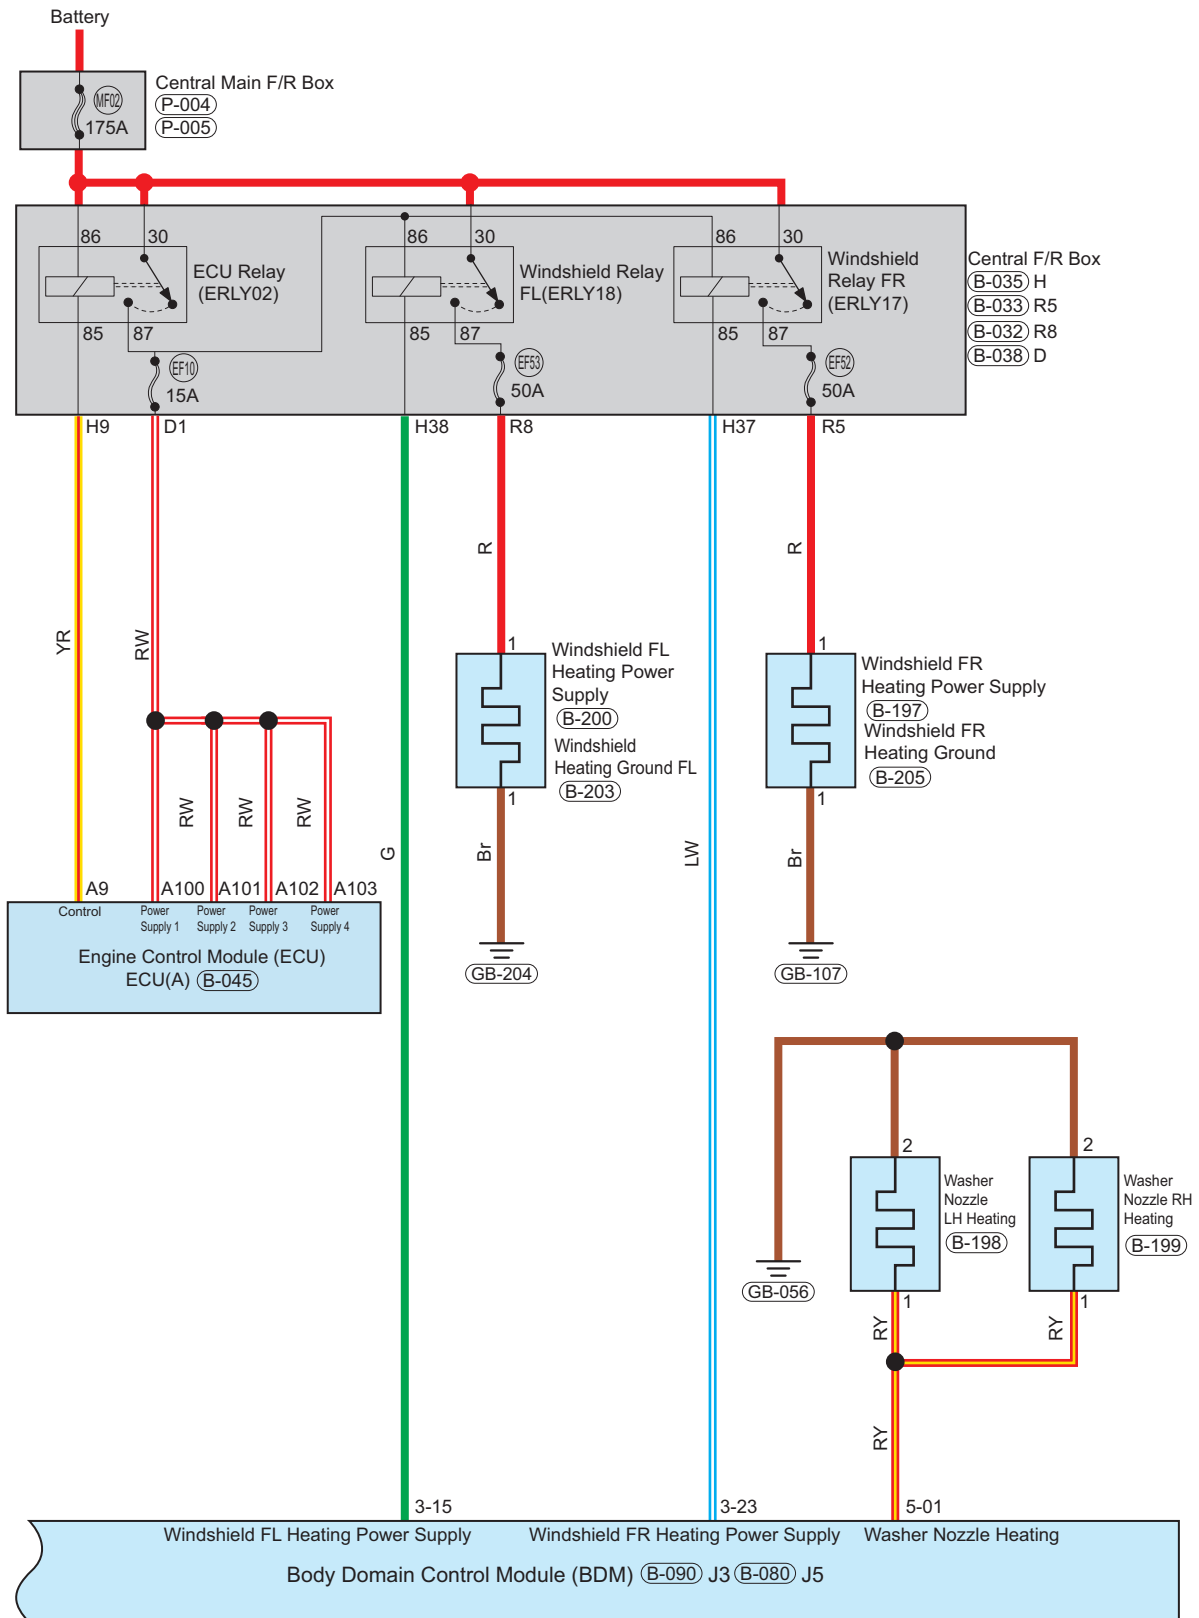 Battery
MF02
175A
Central Main F/R Box
P-004
P-005
86
30
ECU Relay
(ERLY02)
85
87
EF10
15A
86
30
Windshield Relay
FL(ERLY18)
85
87
EF53
50A
86
30
Windshield
Relay FR
(ERLY17)
85
87
EF52
50A
Central F/R Box
B-035 H
B-033 R5
B-032 R8
B-038 D
H9
D1
H38
R8
H37
R5
YR
RW
R
R
1
Windshield FL
Heating Power
Supply
B-200
Windshield
Heating Ground FL
B-203
1
1
Windshield FR
Heating Power Supply
B-197
Windshield FR
Heating Ground
B-205
1
RW
RW
RW
G
Br
LW
Br
A9
A100
A101
A102
A103
Control
Power
Supply 1
Power
Supply 2
Power
Supply 3
Power
Supply 4
Engine Control Module (ECU)
ECU(A) B-045
GB-204
GB-107
2
Washer
Nozzle
LH Heating
B-198
1
2
Washer
Nozzle RH
Heating
B-199
1
GB-056
RY
RY
RY
3-15
3-23
5-01
Windshield FL Heating Power Supply
Windshield FR Heating Power Supply
Washer Nozzle Heating
Body Domain Control Module (BDM) B-090 J3 B-080 J5